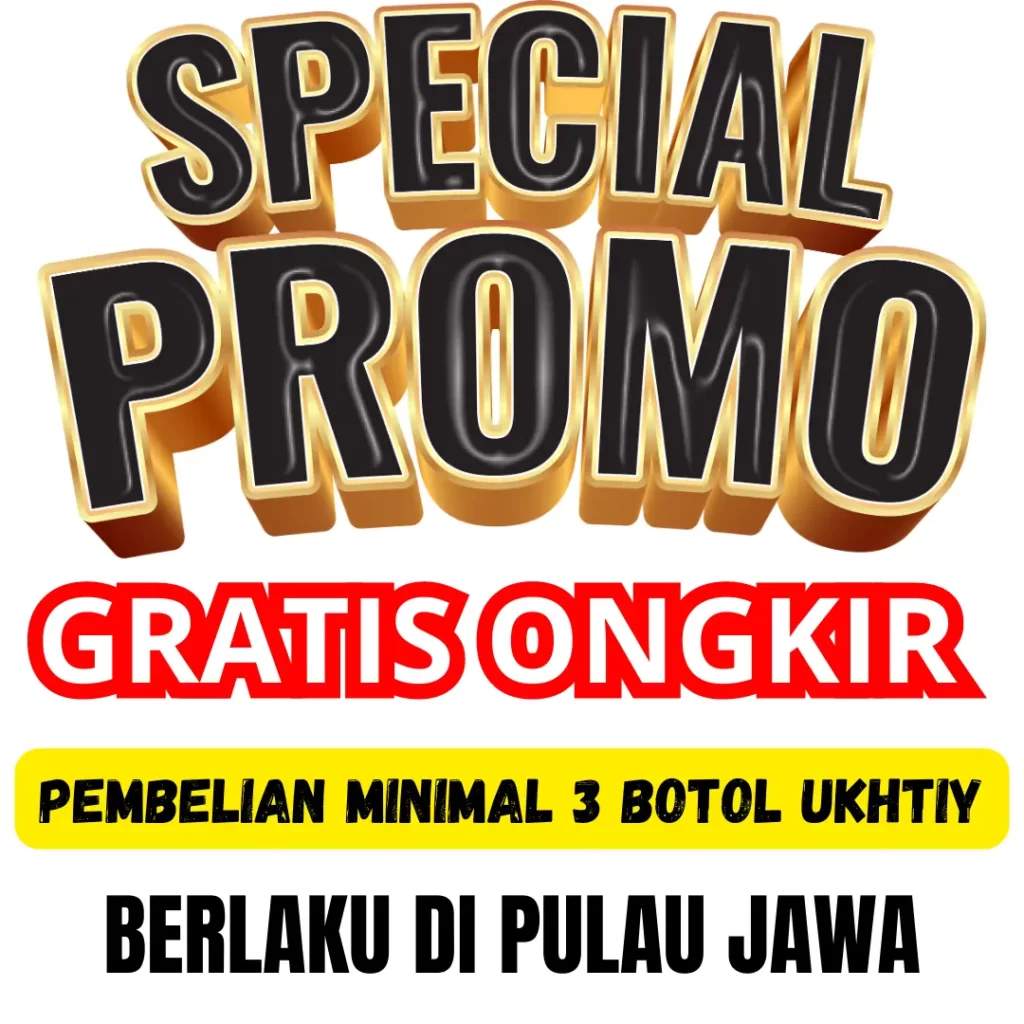 SPECIAL
PROMO
GRATIS ONGKIR
PEMBELIAN MINIMAL 3 BOTOL UKHTIY
BERLAKU DI PULAU JAWA